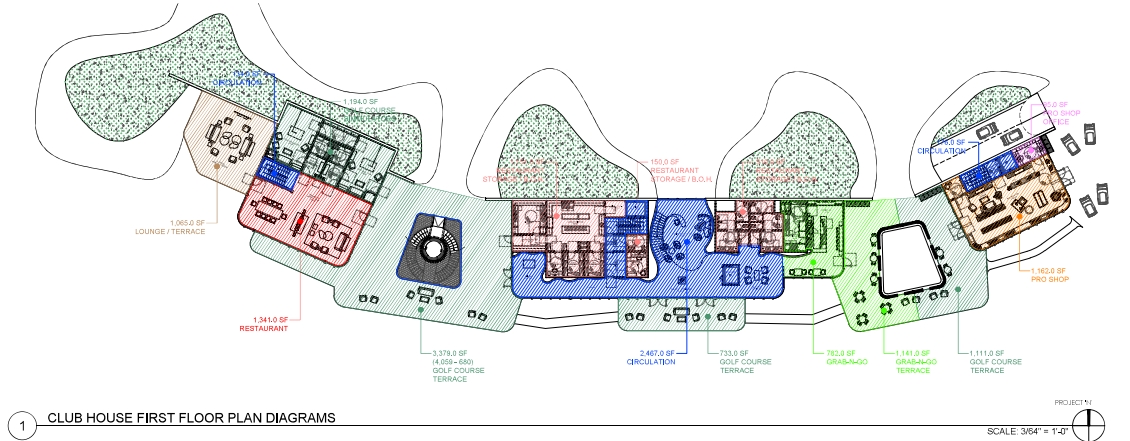 CIRCULATION
1,194.0 SF
GOLF COURSE
1,065.0 SF
LOUNGE / TERRACE
1,341.0 SF
RESTAURANT
3,379.0 SF
(4,059 - 680)
GOLF COURSE
TERRACE
150.0 SF
RESTAURANT
STORAGE / B.O.H.
2,467.0 SF
CIRCULATION
733.0 SF
GOLF COURSE
TERRACE
782.0 SF
GRAB-N-GO
1,141.0 SF
GRAB-N-GO
TERRACE
1,111.0 SF
GOLF COURSE
TERRACE
CIRCULATION
PRO SHOP
OFFICE
1,162.0 SF
PRO SHOP
1
CLUB HOUSE FIRST FLOOR PLAN DIAGRAMS
PROJECT 'N'
SCALE: 3/64" = 1'-0"